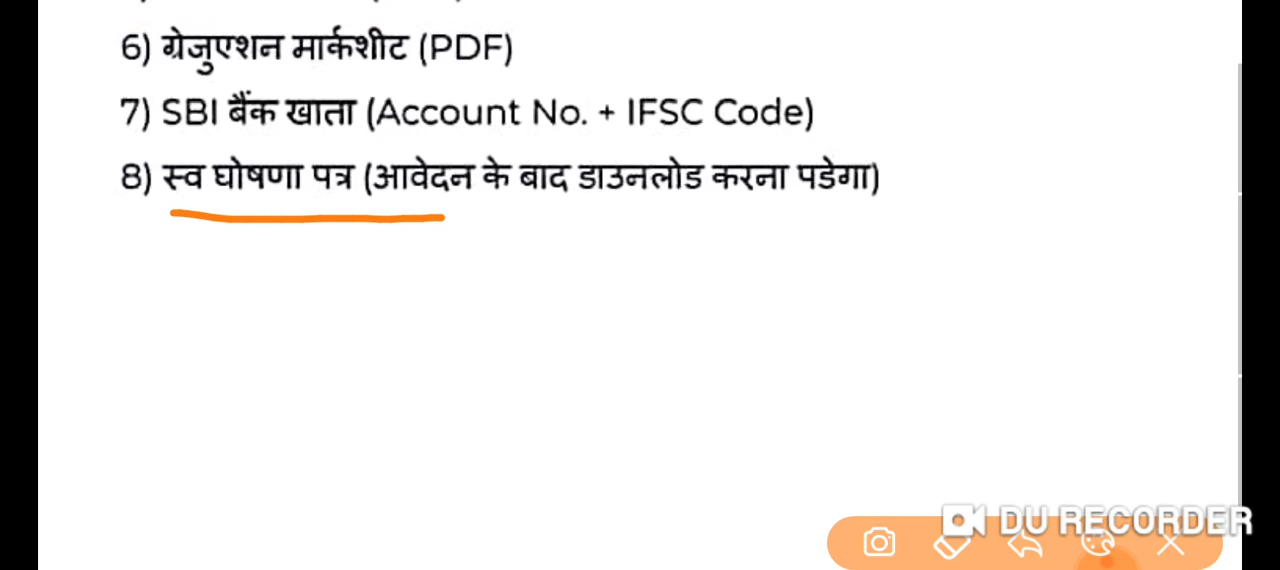 6) ग्रेजुएशन मार्कशीट (PDF)
7) SBI बैंक खाता (Account No. + IFSC Code)
8) स्व घोषणा पत्र (आवेदन के बाद डाउनलोड करना पडेगा)
DU RECORDER